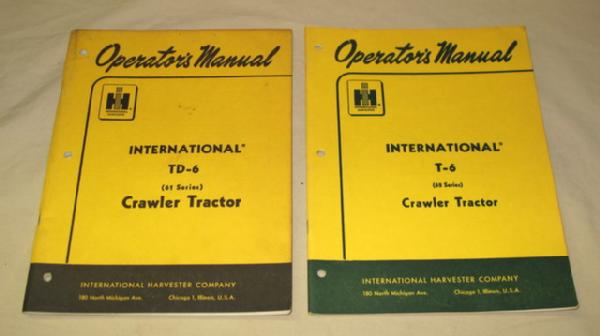 Operator's Manual
INTERNATIONAL®
TD-6
(61 Series)
Crawler Tractor
INTERNATIONAL HARVESTER COMPANY
180 North Michigan Ave. Chicago 1, Illinois, U.S.A.
Operator's Manual
INTERNATIONAL®
T-6
Series)
Crawler Tractor
INTERNATIONAL HARVESTER COMPANY
180 North Michigan Ave. Chicago 1, Illinois, U.S.A.